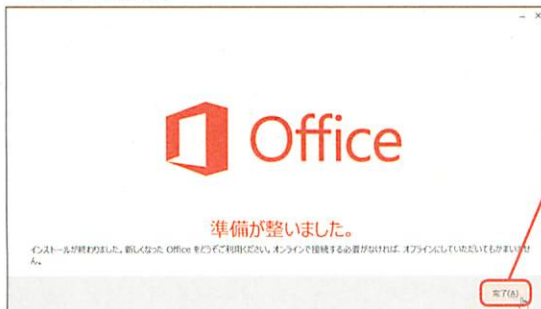 Office
準備が整いました。
インストールが終わりました。新しくなった Office をどうぞご利用ください。オンラインで接続する必要がなければ、オフラインにしていただいてもかまいませ
ん。
完了(A)